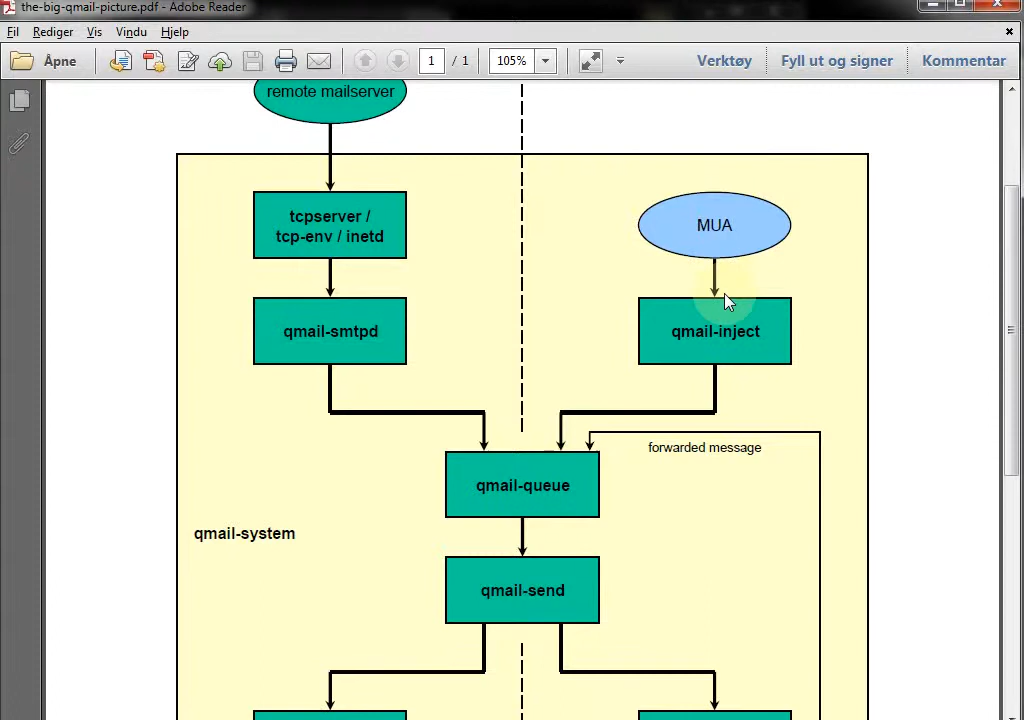 the-big-qmail-picture.pdf - Adobe Reader
Fil Rediger Vis Vindu Hjelp
Åpne 1 / 1 105% Verktøy Fyll ut og signer Kommentar
remote mailserver
tcpserver /
tcp-env / inetd
MUA
qmail-smtpd
qmail-inject
forwarded message
qmail-queue
qmail-system
qmail-send